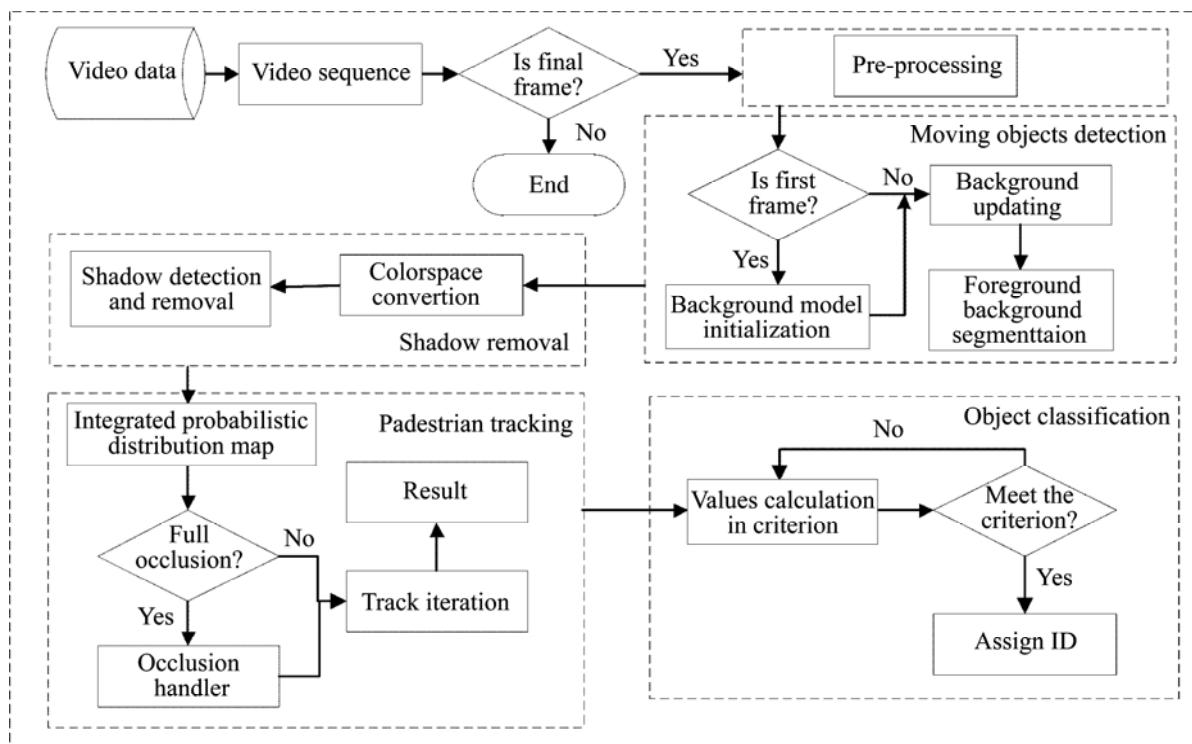 Video data
Video sequence
Is final
frame?
Yes
Pre-processing
No
End
Moving objects detection
Is first
frame?
No
Background
updating
Yes
Background model
initialization
Foreground
background
segmenttaion
Shadow detection
and removal
Colorspace
convertion
Shadow removal
Integrated probabilistic
distribution map
Padestrian tracking
Result
Full
occlusion?
No
Yes
Track iteration
Occlusion
handler
Object classification
No
Values calculation
in criterion
Meet the
criterion?
Yes
Assign ID